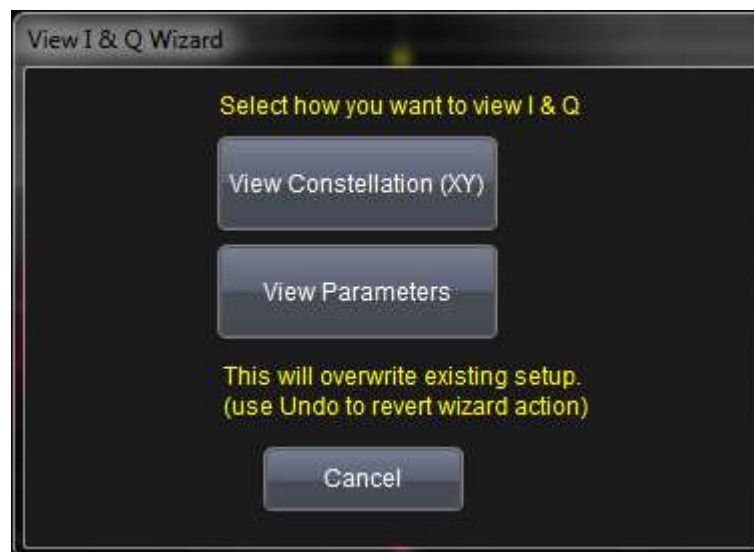 View I & Q Wizard
Select how you want to view I & Q
View Constellation (XY)
View Parameters
This will overwrite existing setup.
(use Undo to revert wizard action)
Cancel